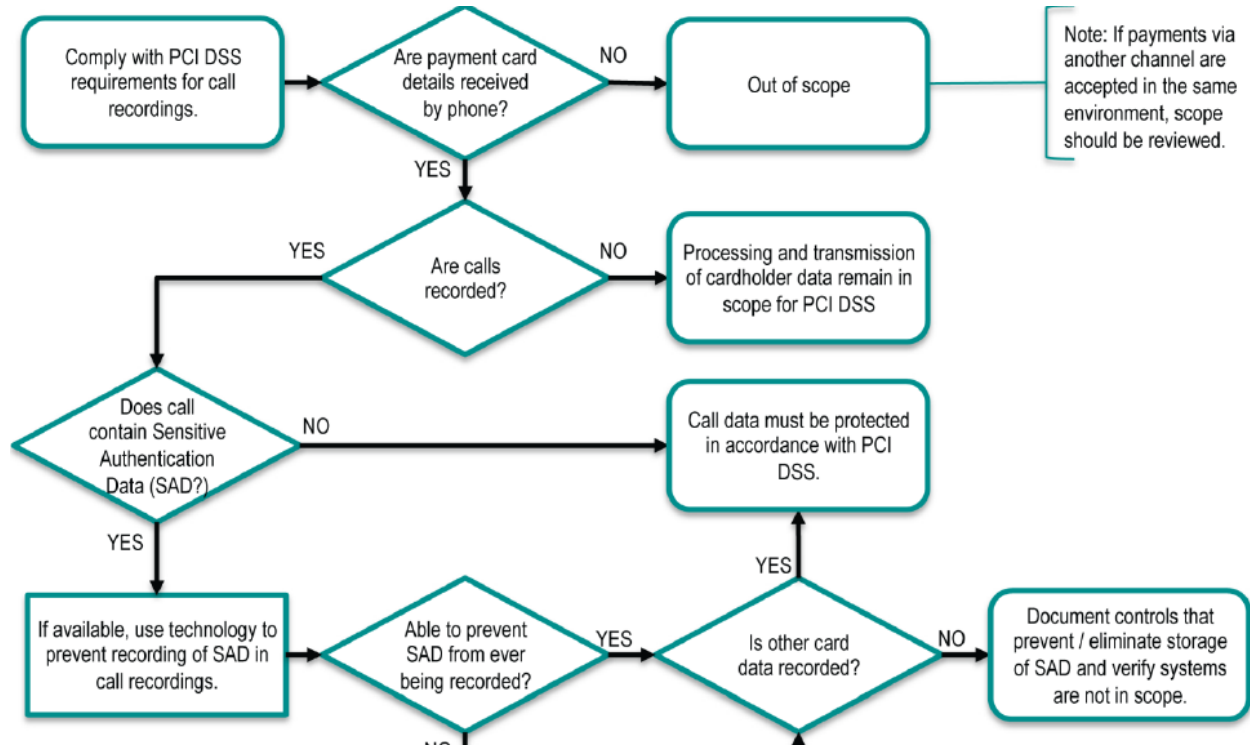 Comply with PCI DSS
requirements for call
recordings.
Are payment card
details received
by phone?
NO
Out of scope
Note: If payments via
another channel are
accepted in the same
environment, scope
should be reviewed.
YES
YES
Are calls
recorded?
NO
Processing and transmission
of cardholder data remain in
scope for PCI DSS
Does call
contain Sensitive
Authentication
Data (SAD?)
NO
Call data must be protected
in accordance with PCI
DSS.
YES
YES
If available, use technology to
prevent recording of SAD in
call recordings.
Able to prevent
SAD from ever
being recorded?
YES
Is other card
data recorded?
NO
Document controls that
prevent / eliminate storage
of SAD and verify systems
are not in scope.
NO